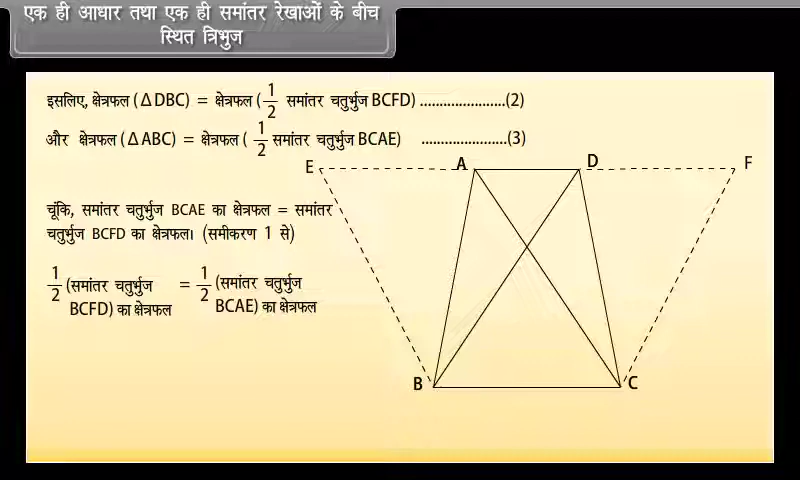 एक ही आधार तथा एक ही समांतर रेखाओं के बीच
स्थित त्रिभुज
इसलिए, क्षेत्रफल (Δ DBC) = क्षेत्रफल (1/2 समांतर चतुर्भुज BCFD) ......................(2)
और क्षेत्रफल (Δ ABC) = क्षेत्रफल ( 1/2 समांतर चतुर्भुज BCAE) ......................(3)
E A D F
चूंकि, समांतर चतुर्भुज BCAE का क्षेत्रफल = समांतर
चतुर्भुज BCFD का क्षेत्रफल। (समीकरण 1 से)
1/2 (समांतर चतुर्भुज = 1/2 (समांतर चतुर्भुज
BCFD) का क्षेत्रफल BCAE) का क्षेत्रफल
B C